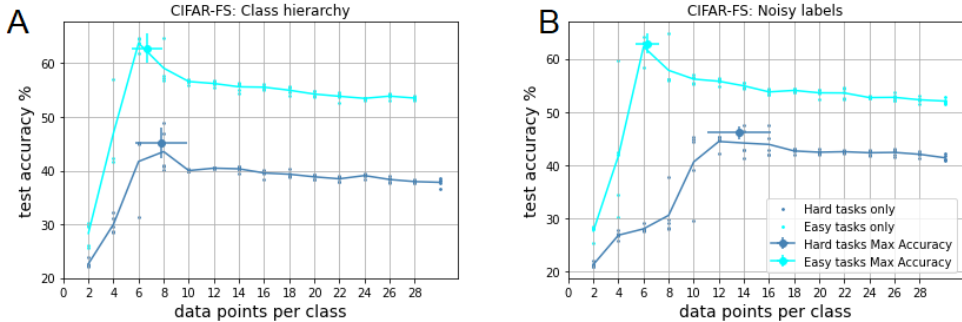 A
CIFAR-FS: Class hierarchy
test accuracy %
60
50
40
30
20
0 2 4 6 8 10 12 14 16 18 20 22 24 26 28
data points per class
B
CIFAR-FS: Noisy labels
test accuracy %
60
50
40
30
20
0 2 4 6 8 10 12 14 16 18 20 22 24 26 28
data points per class
Hard tasks only
Easy tasks only
Hard tasks Max Accuracy
Easy tasks Max Accuracy